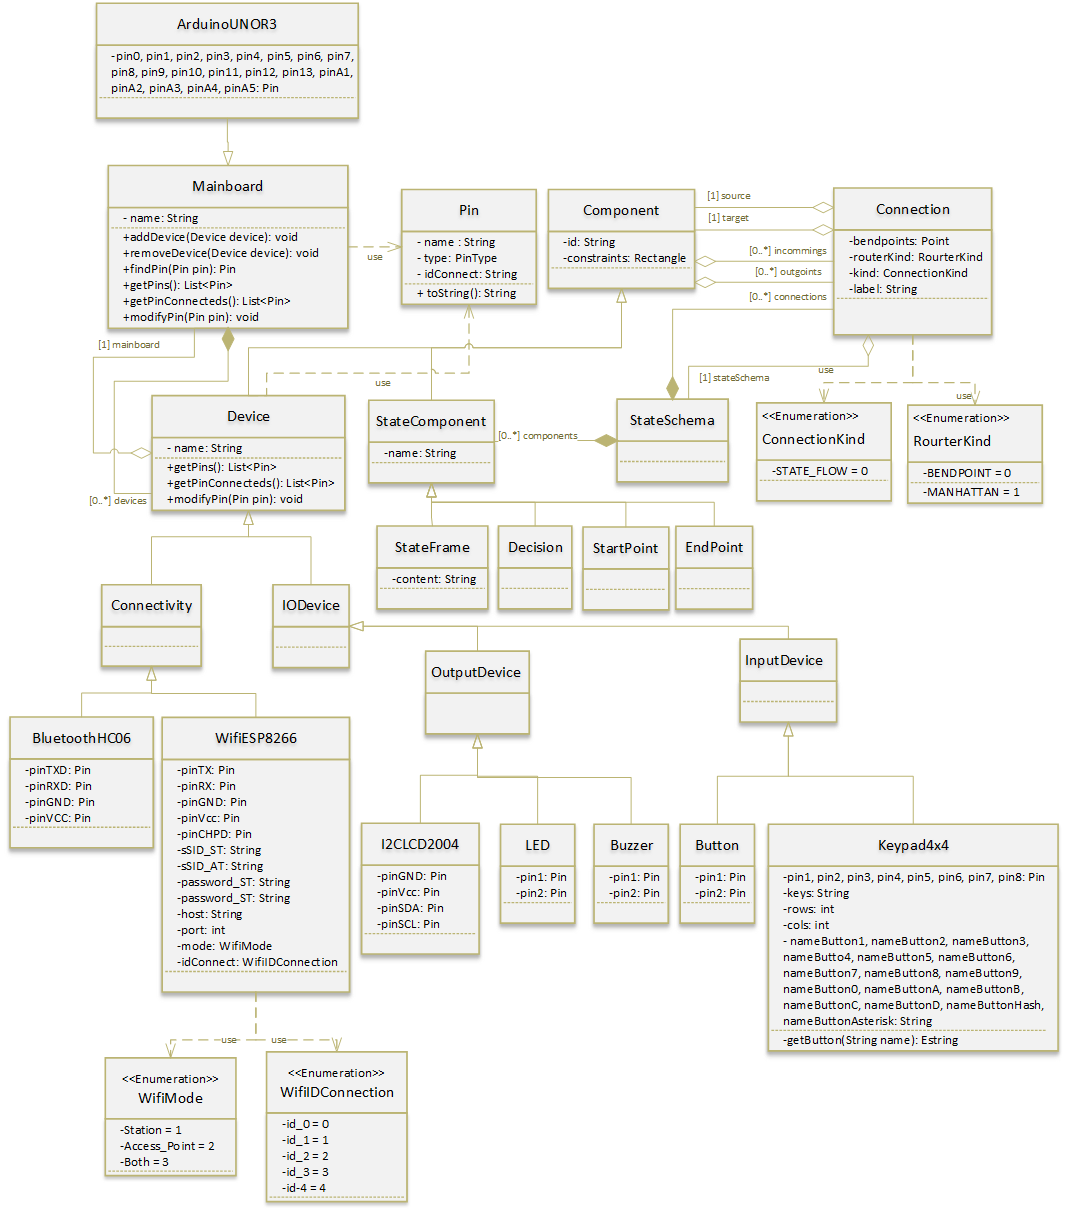 ArduinoUNOR3
-pin0, pin1, pin2, pin3, pin4, pin5, pin6, pin7,
pin8, pin9, pin10, pin11, pin12, pin13, pinA1,
pinA2, pinA3, pinA4, pinA5: Pin
Mainboard
- name: String
+addDevice(Device device): void
+removeDevice(Device device): void
+findPin(Pin pin): Pin
+getPins(): List<Pin>
+getPinConnecteds(): List<Pin>
+modifyPin(Pin pin): void
use
Pin
- name : String
- type: PinType
- idConnect: String
+ toString(): String
Component
-id: String
-constraints: Rectangle
[1] source
[1] target
[0..*] incommings
[0..*] outgoints
[0..*] connections
Connection
-bendpoints: Point
-routerKind: RourterKind
-kind: ConnectionKind
-label: String
[1] mainboard
use
[1] stateSchema
use
use
Device
- name: String
+getPins(): List<Pin>
+getPinConnecteds(): List<Pin>
+modifyPin(Pin pin): void
[0..*] devices
StateComponent
-name: String
[0..*] components
StateSchema
<<Enumeration>>
ConnectionKind
-STATE_FLOW = 0
<<Enumeration>>
RourterKind
-BENDPOINT = 0
-MANHATTAN = 1
StateFrame
-content: String
Decision
StartPoint
EndPoint
Connectivity
IODevice
OutputDevice
InputDevice
BluetoothHC06
-pinTXD: Pin
-pinRXD: Pin
-pinGND: Pin
-pinVCC: Pin
WifiESP8266
-pinTX: Pin
-pinRX: Pin
-pinGND: Pin
-pinVcc: Pin
-pinCHPD: Pin
-sSID_ST: String
-sSID_AT: String
-password_ST: String
-password_ST: String
-host: String
-port: int
-mode: WifiMode
-idConnect: WifiIDConnection
I2CLCD2004
-pinGND: Pin
-pinVcc: Pin
-pinSDA: Pin
-pinSCL: Pin
LED
-pin1: Pin
-pin2: Pin
Buzzer
-pin1: Pin
-pin2: Pin
Button
-pin1: Pin
-pin2: Pin
Keypad4x4
-pin1, pin2, pin3, pin4, pin5, pin6, pin7, pin8: Pin
-keys: String
-rows: int
-cols: int
- nameButton1, nameButton2, nameButton3,
nameButto4, nameButton5, nameButton6,
nameButton7, nameButton8, nameButton9,
nameButton0, nameButtonA, nameButtonB,
nameButtonC, nameButtonD, nameButtonHash,
nameButtonAsterisk: String
-getButton(String name): Estring
use
use
<<Enumeration>>
WifiMode
-Station = 1
-Access_Point = 2
-Both = 3
<<Enumeration>>
WifiIDConnection
-id_0 = 0
-id_1 = 1
-id_2 = 2
-id_3 = 3
-id-4 = 4